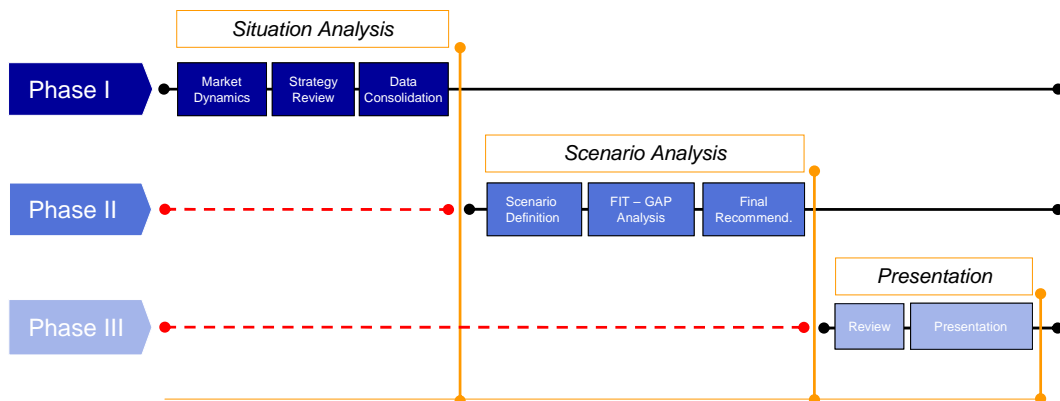 Situation Analysis
Phase I
Market
Dynamics
Strategy
Review
Data
Consolidation
Scenario Analysis
Phase II
Scenario
Definition
FIT – GAP
Analysis
Final
Recommend.
Presentation
Phase III
Review
Presentation